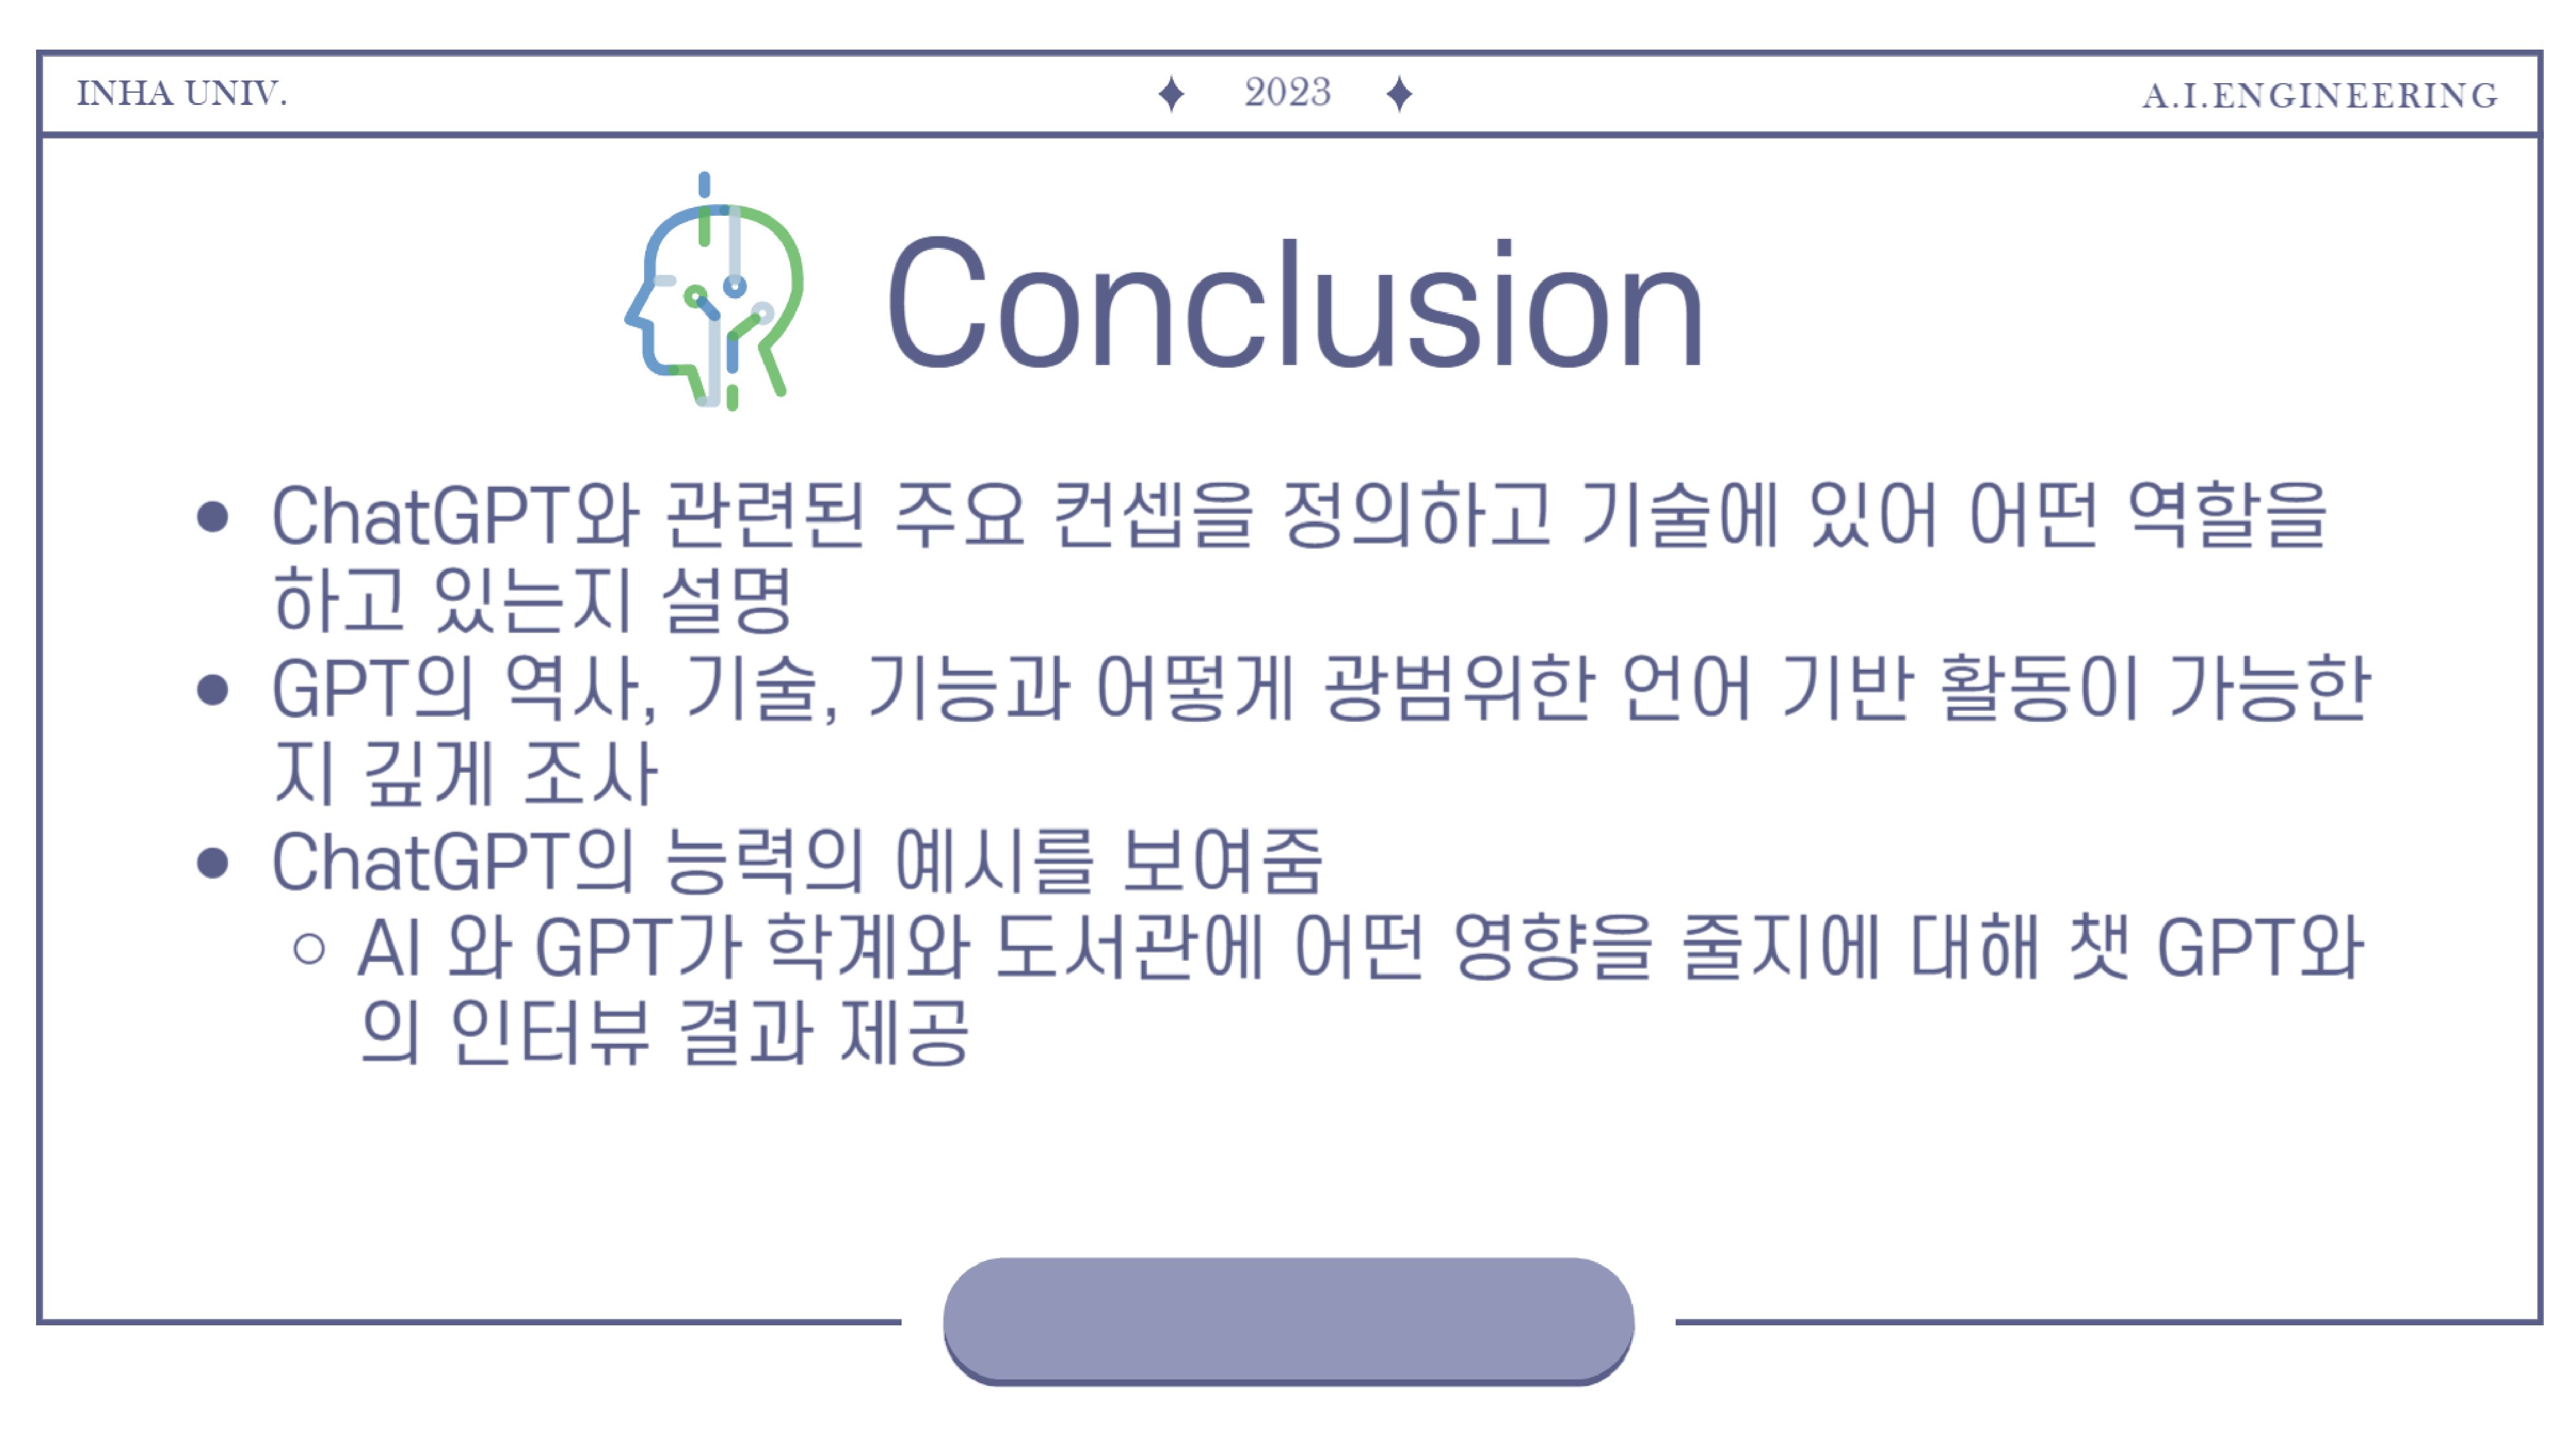 INHA UNIV.
2023
A.I.ENGINEERING
Conclusion
● ChatGPT와 관련된 주요 컨셉을 정의하고 기술에 있어 어떤 역할을
하고 있는지 설명
● GPT의 역사, 기술, 기능과 어떻게 광범위한 언어 기반 활동이 가능한
지 깊게 조사
● ChatGPT의 능력의 예시를 보여줌
○ AI 와 GPT가 학계와 도서관에 어떤 영향을 줄지에 대해 챗 GPT와
의 인터뷰 결과 제공